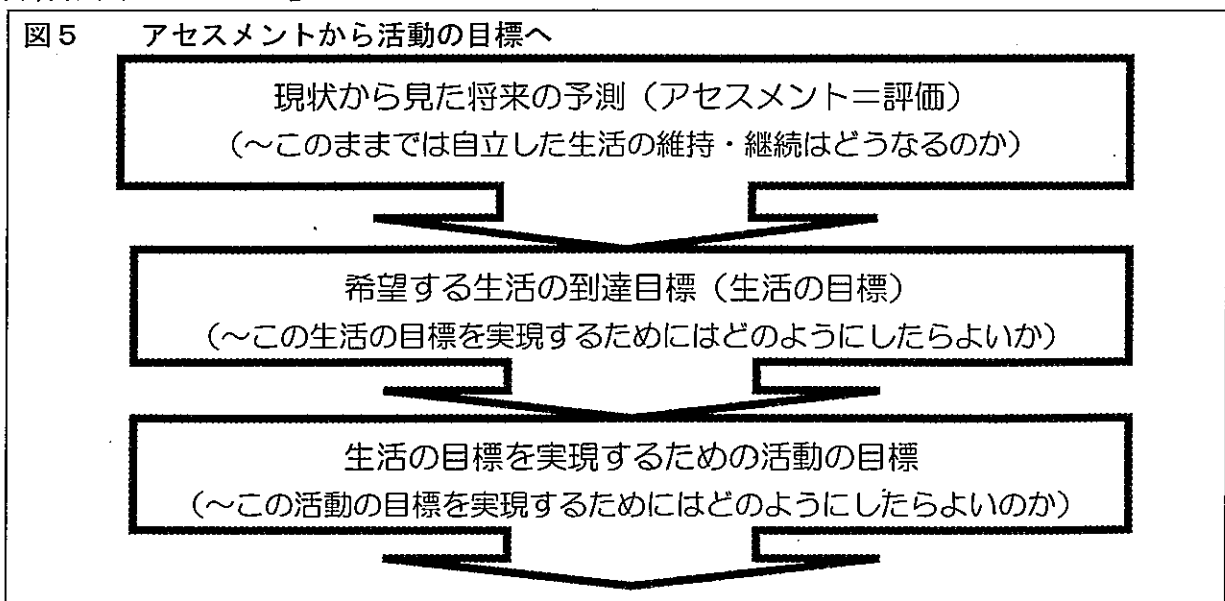 図5 アセスメントから活動の目標へ
現状から見た将来の予測（アセスメント＝評価）
（～このままでは自立した生活の維持・継続はどうなるのか）
希望する生活の到達目標（生活の目標）
（～この生活の目標を実現するためにはどのようにしたらよいか）
生活の目標を実現するための活動の目標
（～この活動の目標を実現するためにはどのようにしたらよいのか）